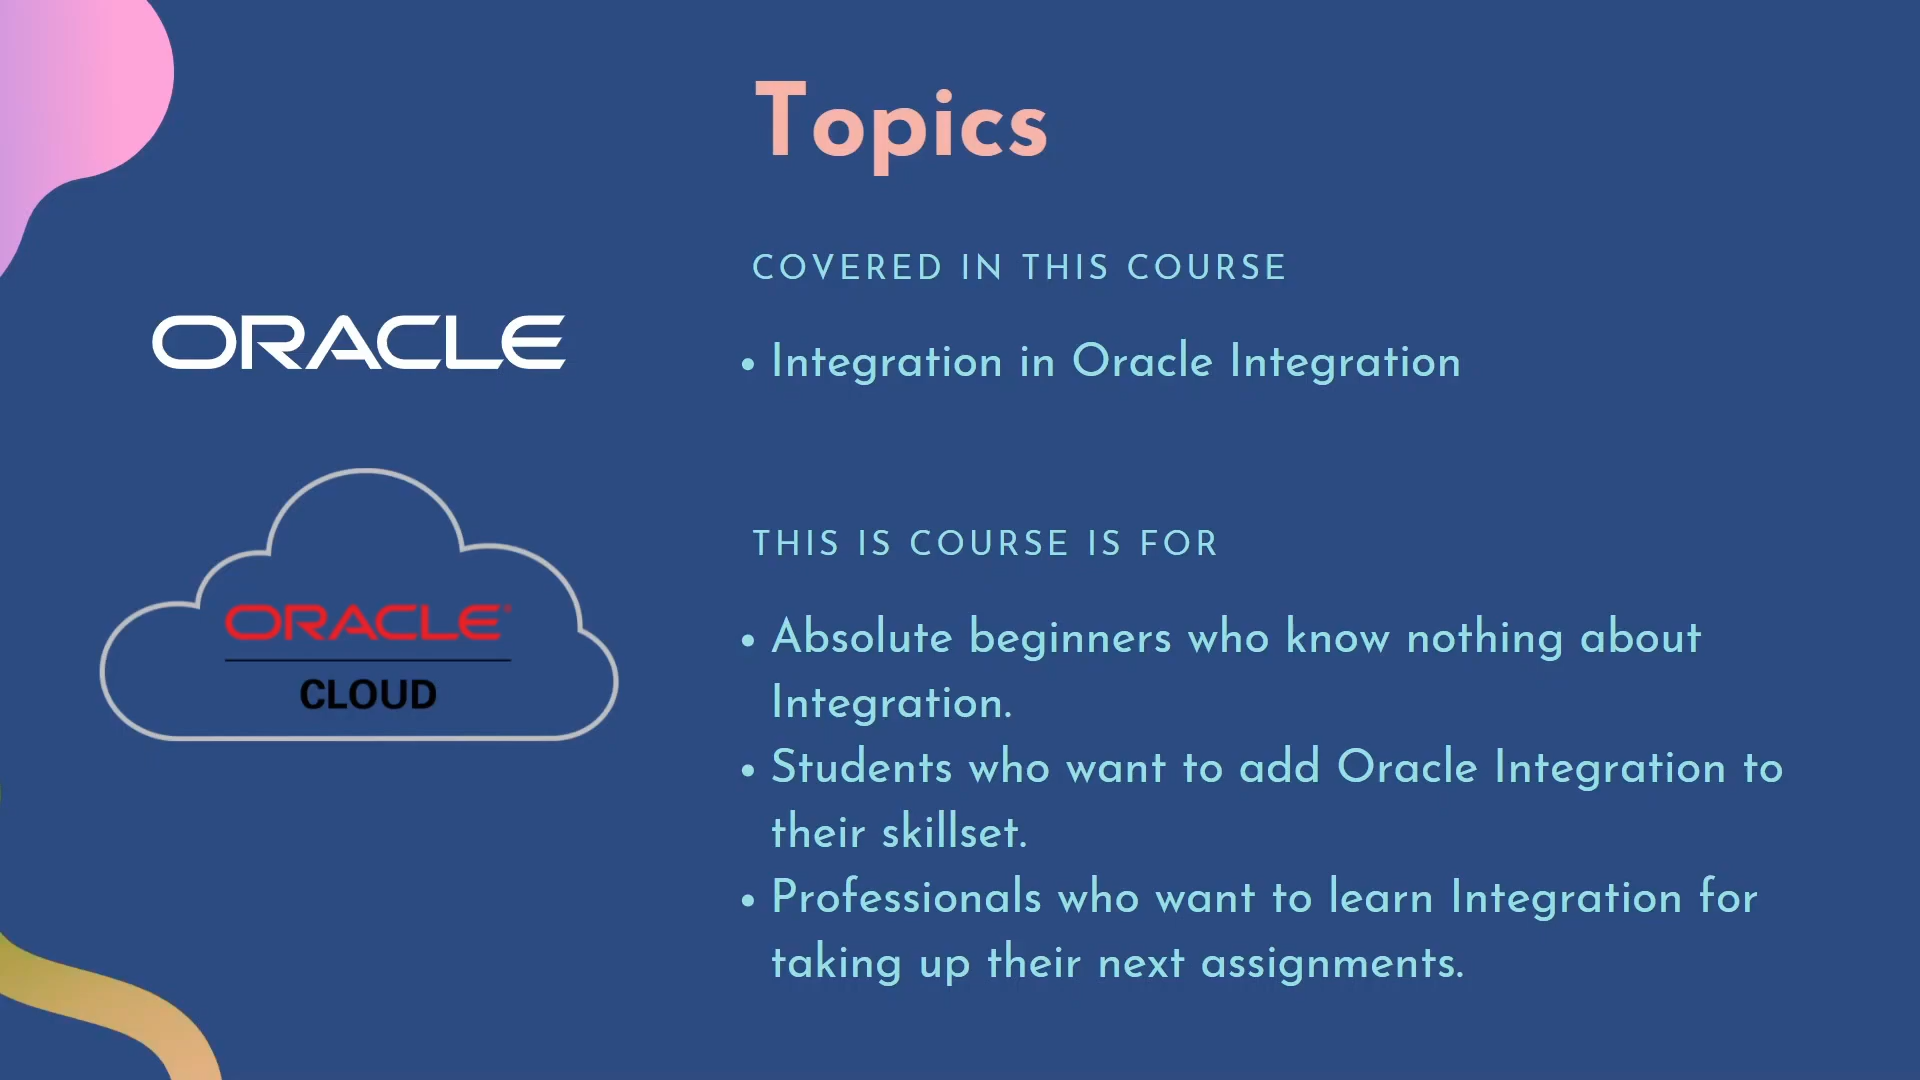 Topics
COVERED IN THIS COURSE
• Integration in Oracle Integration
ORACLE
ORACLE
CLOUD
THIS IS COURSE IS FOR
• Absolute beginners who know nothing about
Integration.
• Students who want to add Oracle Integration to
their skillset.
• Professionals who want to learn Integration for
taking up their next assignments.